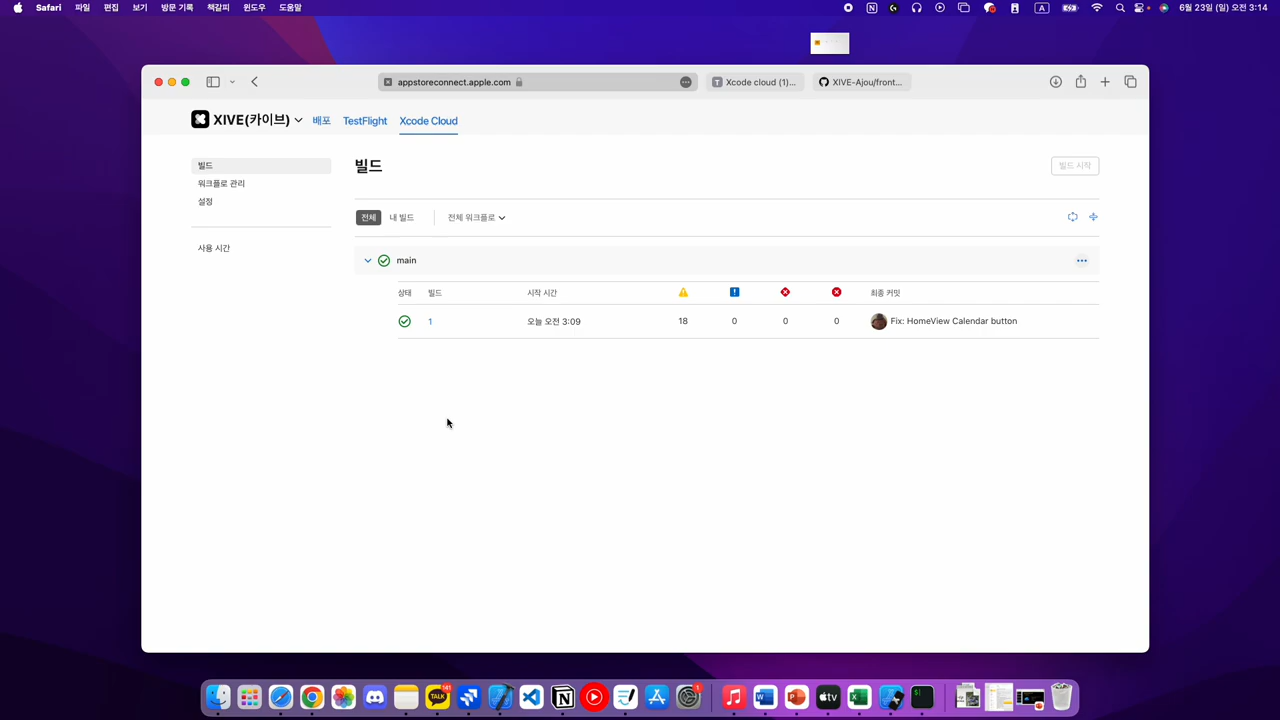 Safari 파일 편집 보기 방문 기록 책갈피 윈도우 도움말
A
6월 23일 (일) 오전 3:14
appstoreconnect.apple.com
T Xcode cloud (1)...
XIVE-Ajou/front...
XIVE(카이브) 배포 TestFlight Xcode Cloud
빌드
워크플로 관리
설정
사용 시간
빌드
빌드 시작
전체 내 빌드 전체 워크플로
main
상태 빌드 시작 시간 최종 커밋
1 오늘 오전 3:09 18 0 0 0 Fix: HomeView Calendar button
TALK
141
1
tv